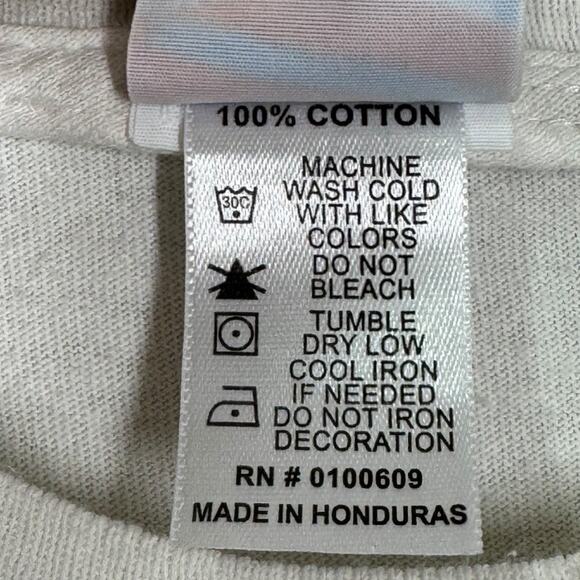 100% COTTON
MACHINE
WASH COLD
30C
WITH LIKE
COLORS
DO NOT
BLEACH
TUMBLE
DRY LOW
COOL IRON
IF NEEDED
DO NOT IRON
DECORATION
RN # 0100609
MADE IN HONDURAS